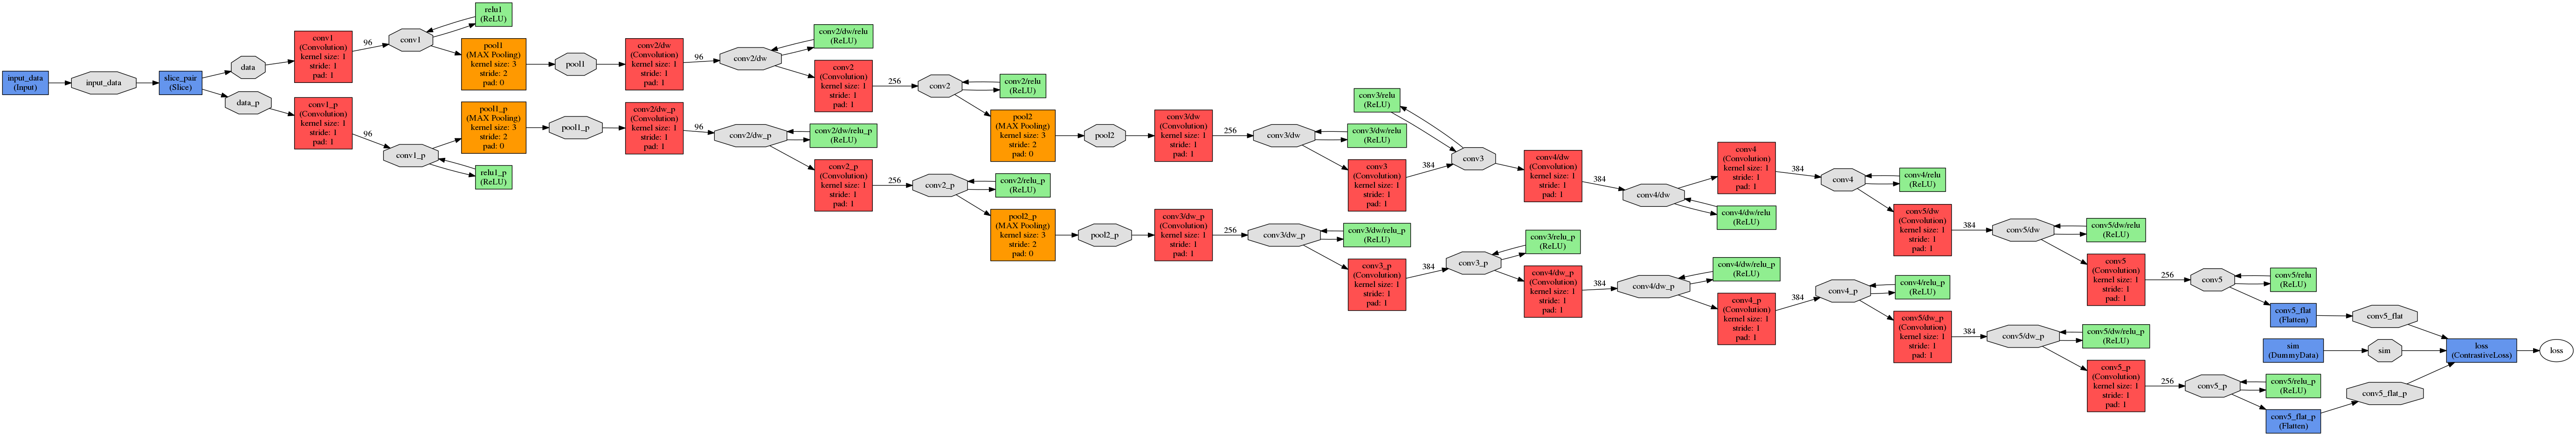 input_data
(Input)
input_data
slice_pair
(Slice)
data
data_p
conv1
(Convolution)
kernel size: 1
stride: 1
pad: 1
96
conv1
relu1
(ReLU)
pool1
(MAX Pooling)
kernel size: 3
stride: 2
pad: 0
pool1
conv2/dw
(Convolution)
kernel size: 1
stride: 1
pad: 1
96
conv2/dw
conv2/dw/relu
(ReLU)
conv2
(Convolution)
kernel size: 1
stride: 1
pad: 1
256
conv2
conv2/relu
(ReLU)
pool2
(MAX Pooling)
kernel size: 3
stride: 2
pad: 0
pool2
conv3/dw
(Convolution)
kernel size: 1
stride: 1
pad: 1
256
conv3/dw
conv3/relu
(ReLU)
conv3/dw/relu
(ReLU)
conv3
(Convolution)
kernel size: 1
stride: 1
pad: 1
384
conv3
conv4/dw
(Convolution)
kernel size: 1
stride: 1
pad: 1
384
conv4/dw
conv4
(Convolution)
kernel size: 1
stride: 1
pad: 1
conv4/dw/relu
(ReLU)
384
conv4
conv4/relu
(ReLU)
conv5/dw
(Convolution)
kernel size: 1
stride: 1
pad: 1
384
conv5/dw
conv5/dw/relu
(ReLU)
conv5
(Convolution)
kernel size: 1
stride: 1
pad: 1
256
conv5
conv5/relu
(ReLU)
conv5_flat
(Flatten)
conv5_flat
conv1_p
(Convolution)
kernel size: 1
stride: 1
pad: 1
96
conv1_p
pool1_p
(MAX Pooling)
kernel size: 3
stride: 2
pad: 0
relu1_p
(ReLU)
pool1_p
conv2/dw_p
(Convolution)
kernel size: 1
stride: 1
pad: 1
96
conv2/dw_p
conv2/dw/relu_p
(ReLU)
conv2_p
(Convolution)
kernel size: 1
stride: 1
pad: 1
256
conv2_p
conv2/relu_p
(ReLU)
pool2_p
(MAX Pooling)
kernel size: 3
stride: 2
pad: 0
pool2_p
conv3/dw_p
(Convolution)
kernel size: 1
stride: 1
pad: 1
256
conv3/dw_p
conv3/dw/relu_p
(ReLU)
conv3_p
(Convolution)
kernel size: 1
stride: 1
pad: 1
384
conv3_p
conv3/relu_p
(ReLU)
conv4/dw_p
(Convolution)
kernel size: 1
stride: 1
pad: 1
384
conv4/dw_p
conv4/dw/relu_p
(ReLU)
conv4_p
(Convolution)
kernel size: 1
stride: 1
pad: 1
384
conv4_p
conv4/relu_p
(ReLU)
conv5/dw_p
(Convolution)
kernel size: 1
stride: 1
pad: 1
384
conv5/dw_p
conv5/dw/relu_p
(ReLU)
conv5_p
(Convolution)
kernel size: 1
stride: 1
pad: 1
256
conv5_p
conv5/relu_p
(ReLU)
conv5_flat_p
(Flatten)
conv5_flat_p
sim
(DummyData)
sim
loss
(ContrastiveLoss)
loss